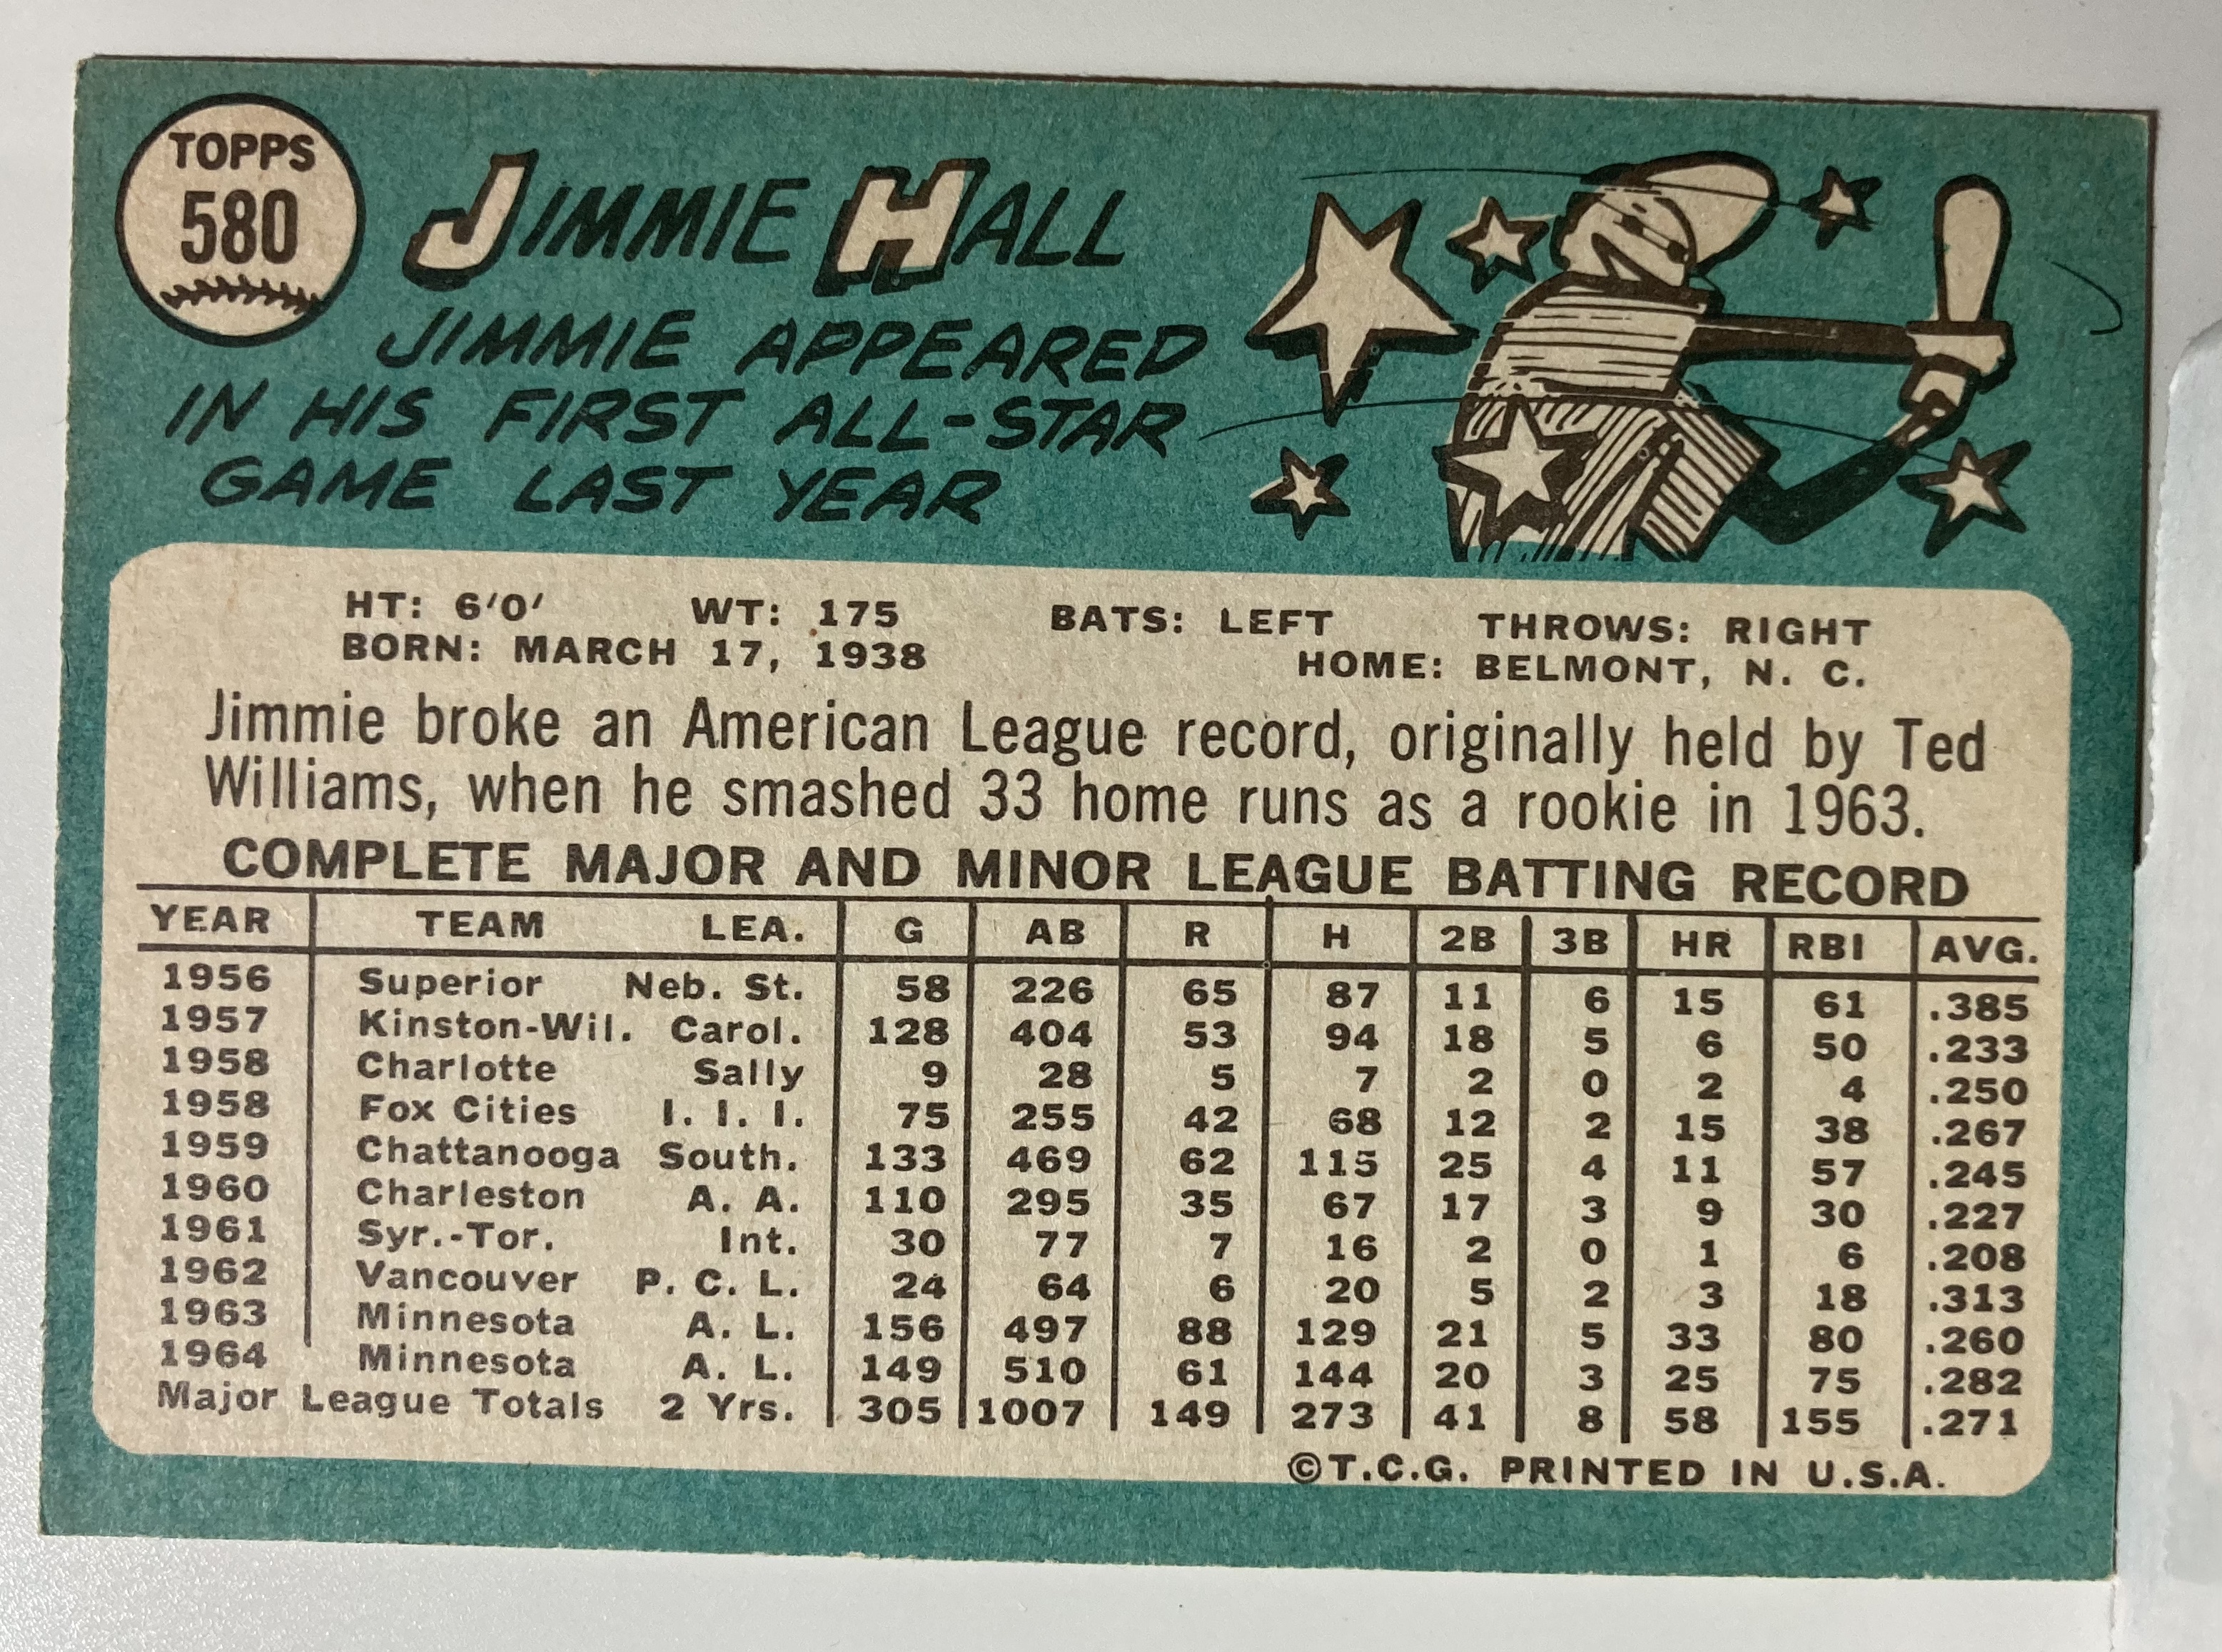 TOPPS
580
JIMMIE HALL
JIMMIE APPEARED
IN HIS FIRST ALL-STAR
GAME LAST YEAR
HT: 6'0' WT: 175 BATS: LEFT THROWS: RIGHT
BORN: MARCH 17, 1938 HOME: BELMONT, N. C.
Jimmie broke an American League record, originally held by Ted
Williams, when he smashed 33 home runs as a rookie in 1963.
COMPLETE MAJOR AND MINOR LEAGUE BATTING RECORD
YEAR TEAM LEA. G AB R H 2B 3B HR RBI AVG.
1956 Superior Neb. St. 58 226 65 87 11 6 15 61 .385
1957 Kinston-Wil. Carol. 128 404 53 94 18 5 6 50 .233
1958 Charlotte Sally 9 28 5 7 2 0 2 4 .250
1958 Fox Cities I. I. I. 75 255 42 68 12 2 15 38 .267
1959 Chattanooga South. 133 469 62 115 25 4 11 57 .245
1960 Charleston A. A. 110 295 35 67 17 3 9 30 .227
1961 Syr.-Tor. Int. 30 77 7 16 2 0 1 6 .208
1962 Vancouver P. C. L. 24 64 6 20 5 2 3 18 .313
1963 Minnesota A. L. 156 497 88 129 21 5 33 80 .260
1964 Minnesota A. L. 149 510 61 144 20 3 25 75 .282
Major League Totals 2 Yrs. 305 1007 149 273 41 8 58 155 .271
©T.C.G. PRINTED IN U.S.A.